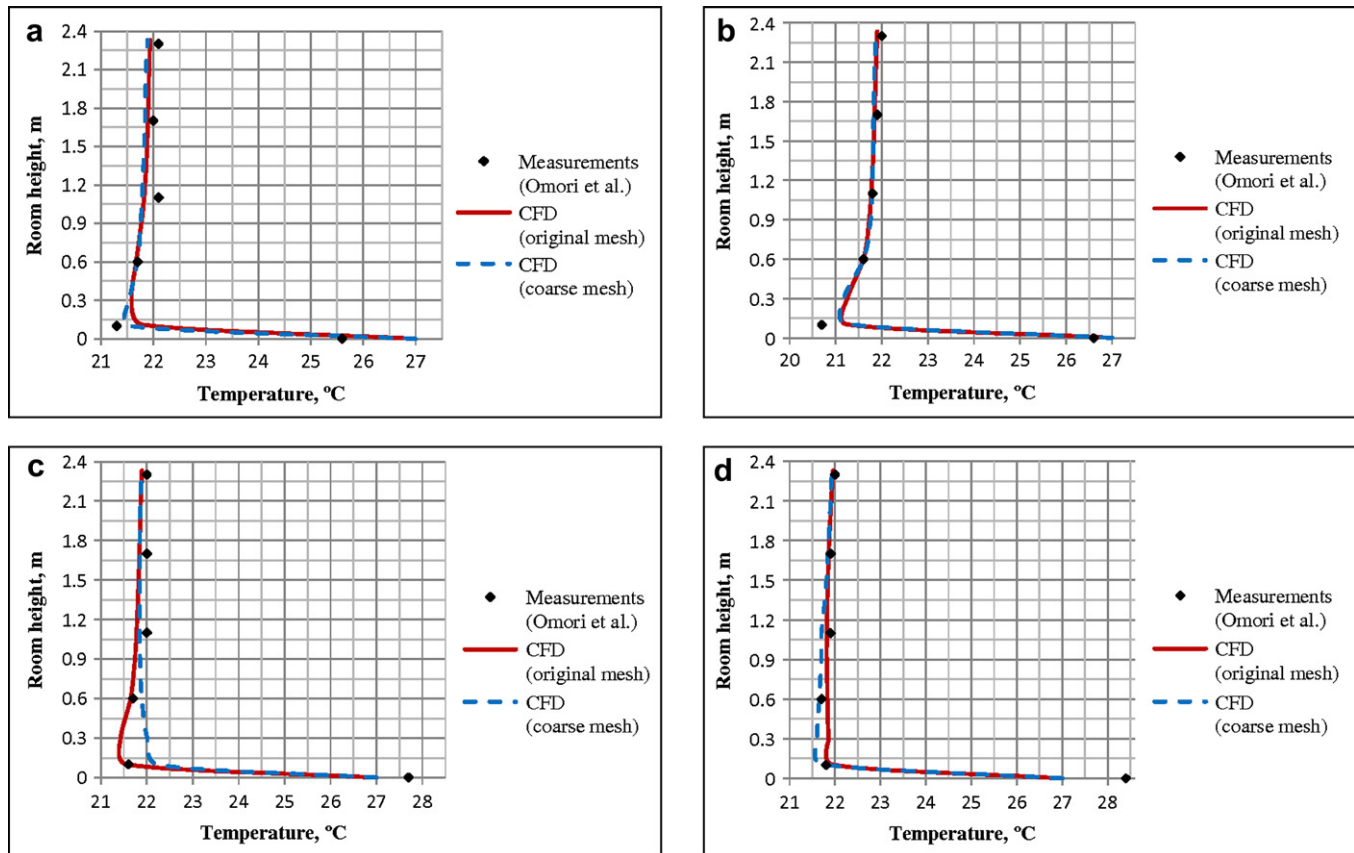 a
2.4
2.1
1.8
1.5
1.2
0.9
0.6
0.3
0
Room height, m
21 22 23 24 25 26 27
Temperature, ºC
Measurements
(Omori et al.)
CFD
(original mesh)
CFD
(coarse mesh)
b
2.4
2.1
1.8
1.5
1.2
0.9
0.6
0.3
0
Room height, m
20 21 22 23 24 25 26 27
Temperature, ºC
Measurements
(Omori et al.)
CFD
(original mesh)
CFD
(coarse mesh)
c
2.4
2.1
1.8
1.5
1.2
0.9
0.6
0.3
0
Room height, m
21 22 23 24 25 26 27 28
Temperature, ºC
Measurements
(Omori et al.)
CFD
(original mesh)
CFD
(coarse mesh)
d
2.4
2.1
1.8
1.5
1.2
0.9
0.6
0.3
0
Room height, m
21 22 23 24 25 26 27 28
Temperature, ºC
Measurements
(Omori et al.)
CFD
(original mesh)
CFD
(coarse mesh)